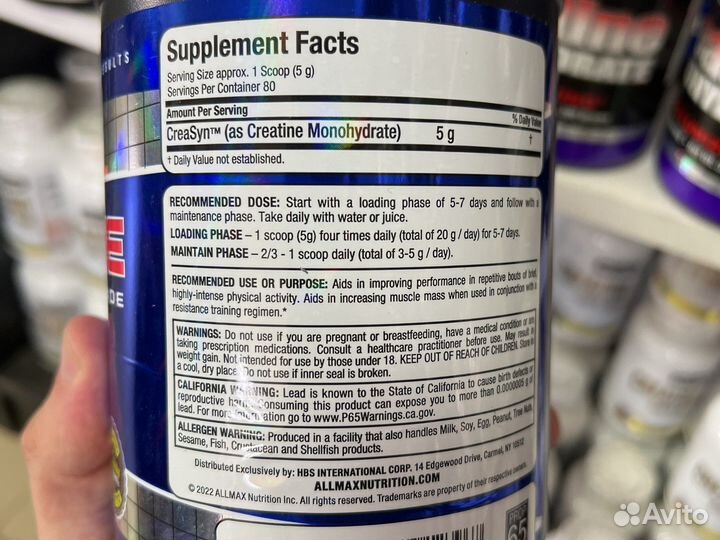 SULTS
Supplement Facts
Serving Size approx. 1 Scoop (5 g)
Servings Per Container 80
Amount Per Serving
% Daily Value
CreaSyn™ (as Creatine Monohydrate) 5 g †
† Daily Value not established.
RECOMMENDED DOSE: Start with a loading phase of 5-7 days and follow with a
maintenance phase. Take daily with water or juice.
LOADING PHASE – 1 scoop (5g) four times daily (total of 20 g / day) for 5-7 days.
MAINTAIN PHASE – 2/3 - 1 scoop daily (total of 3-5 g / day).
RECOMMENDED USE OR PURPOSE: Aids in improving performance in repetitive bouts of brief,
highly-intense physical activity. Aids in increasing muscle mass when used in conjunction with a
resistance training regimen.*
WARNINGS: Do not use if you are pregnant or breastfeeding, have a medical condition or are
taking prescription medications. Consult a healthcare practitioner before use. May result in
weight gain. Not intended for use by those under 18. KEEP OUT OF REACH OF CHILDREN. Store in
a cool, dry place. Do not use if inner seal is broken.
CALIFORNIA WARNING: Lead is known to the State of California to cause birth defects or
reproductive harm. Consuming this product can expose you to more than 0.0000005 g of
lead. For more information go to www.P65Warnings.ca.gov.
ALLERGEN WARNING: Produced in a facility that also handles Milk, Soy, Egg, Peanut, Tree Nuts,
Sesame, Fish, Crustacean and Shellfish products.
Distributed Exclusively by: HBS INTERNATIONAL CORP. 14 Edgewood Drive, Carmel, NY 10512
ALLMAXNUTRITION.COM
© 2022 ALLMAX Nutrition Inc. All rights reserved. Trademarks are property of their respective owners.
E
DE
PROP
65
Avito